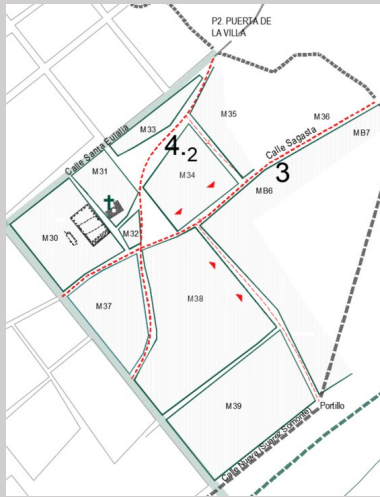 P2. PUERTA DE
LA VILLA
M35
M36
M33
Calle Santa Eulalia
4.2
Calle Sagasta
MB7
M31
M34
3
MB6
M30
M32
M37
M38
M39
Portillo